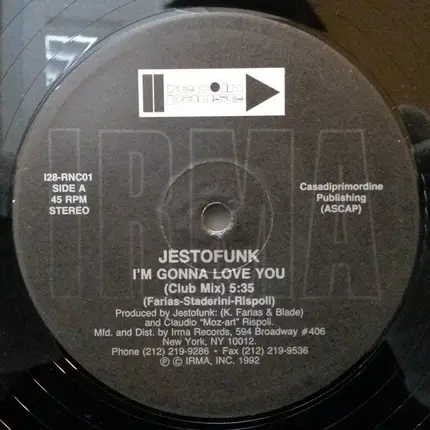 record
pause
IRMA
I28-RNC01
SIDE A
45 RPM
STEREO
Casadiprimordine
Publishing
(ASCAP)
JESTOFUNK
I'M GONNA LOVE YOU
(Club Mix) 5:35
(Farias-Staderini-Rispoli)
Produced by Jestofunk: (K. Farias & Blade)
and Claudio "Moz-art" Rispoli.
Mfd. and Dist. by Irma Records, 594 Broadway #406
New York, NY 10012.
Phone (212) 219-9286 • Fax (212) 219-9536
℗ © IRMA, INC. 1992